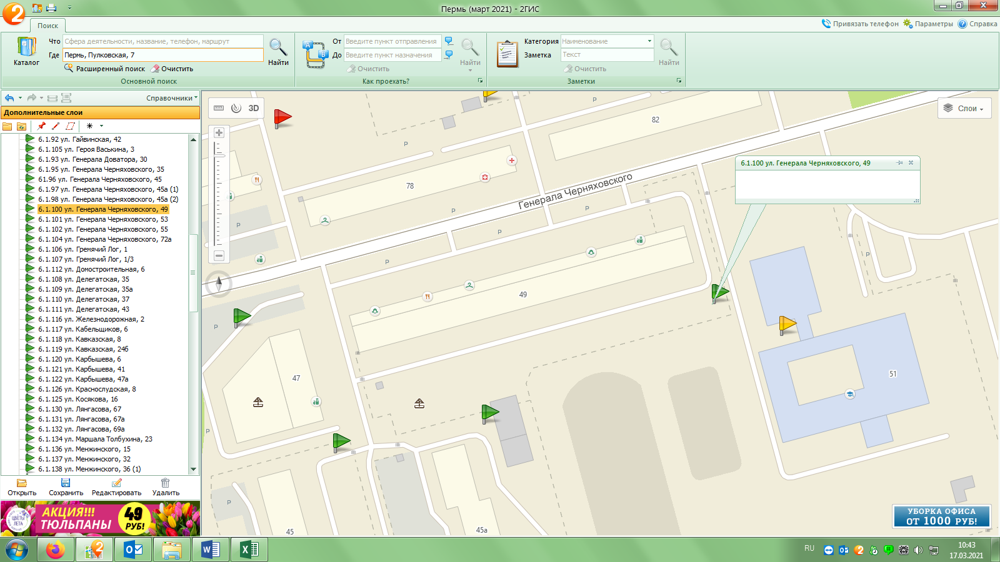 Пермь (март 2021) - 2ГИС
Поиск
Привязать телефон
Параметры
Справка
Каталог
Что
Сфера деятельности, название, телефон, маршрут
Где
Пермь, Пулковская, 7
Расширенный поиск
Очистить
Найти
Основной поиск
От
Введите пункт отправления
До
Введите пункт назначения
Очистить
Найти
Как проехать?
Категория
Наименование
Заметка
Текст
Очистить
Найти
Заметки
Справочники
Дополнительные слои
6.1.92 ул. Гайвинская, 42
6.1.105 ул. Героя Васькина, 3
6.1.93 ул. Генерала Доватора, 30
6.1.95 ул. Генерала Черняховского, 35
61.96 ул. Генерала Черняховского, 45
6.1.97 ул. Генерала Черняховского, 45а (1)
6.1.98 ул. Генерала Черняховского, 45а (2)
6.1.100 ул. Генерала Черняховского, 49
6.1.101 ул. Генерала Черняховского, 53
6.1.102 ул. Генерала Черняховского, 55
6.1.104 ул. Генерала Черняховского, 72а
6.1.106 ул. Гремячий Лог, 1
6.1.107 ул. Гремячий Лог, 1/3
6.1.112 ул. Домостроительная, 6
6.1.108 ул. Делегатская, 35
6.1.109 ул. Делегатская, 35а
6.1.110 ул. Делегатская, 37
6.1.111 ул. Делегатская, 43
6.1.116 ул. Железнодорожная, 2
6.1.117 ул. Кабельщиков, 6
6.1.118 ул. Кавказская, 8
6.1.119 ул. Кавказская, 24б
6.1.120 ул. Карбышева, 6
6.1.121 ул. Карбышева, 41
6.1.122 ул. Карбышева, 47а
6.1.126 ул. Краснослудская, 8
6.1.125 ул. Косякова, 16
6.1.130 ул. Лянгасова, 67
6.1.131 ул. Лянгасова, 67а
6.1.132 ул. Лянгасова, 69а
6.1.134 ул. Маршала Толбухина, 23
6.1.136 ул. Менжинского, 15
6.1.137 ул. Менжинского, 32
6.1.138 ул. Менжинского, 36 (1)
Открыть
Сохранить
Редактировать
Удалить
ЦВЕТЫ ЛЕТА
АКЦИЯ!!!
ТЮЛЬПАНЫ
49
РУБ!
3D
Слои
82
78
Генерала Черняховского
6.1.100 ул. Генерала Черняховского, 49
49
47
51
45
45а
P
P
P
P
P
P
P
P
P
P
P
УБОРКА ОФИСА
ОТ 1000 РУБ!
RU
10:43
17.03.2021